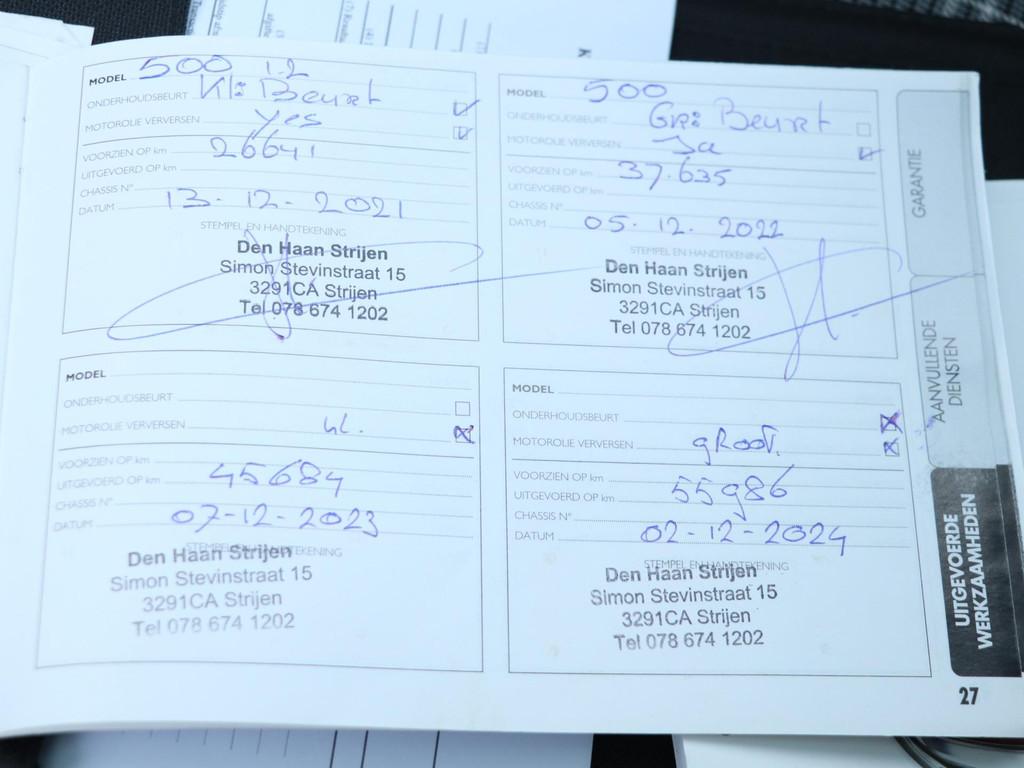 MODEL 500 1.2
ONDERHOUDSBEURT Kl: Beurt
MOTOROLIE VERVERSEN Yes
VOORZIEN OP km 26641
UITGEVOERD OP km
CHASSIS N°
DATUM 13-12-2021
STEMPEL EN HANDTEKENING
Den Haan Strijen
Simon Stevinstraat 15
3291CA Strijen
Tel 078 674 1202
MODEL 500
ONDERHOUDSBEURT Gr: Beurt
MOTOROLIE VERVERSEN Ja
VOORZIEN OP km 37.635
UITGEVOERD OP km
CHASSIS N°
DATUM 05-12-2022
STEMPEL EN HANDTEKENING
Den Haan Strijen
Simon Stevinstraat 15
3291CA Strijen
Tel 078 674 1202
MODEL
ONDERHOUDSBEURT
MOTOROLIE VERVERSEN kl.
VOORZIEN OP km
UITGEVOERD OP km 45684
CHASSIS N°
DATUM 07-12-2023
STEMPEL EN HANDTEKENING
Den Haan Strijen
Simon Stevinstraat 15
3291CA Strijen
Tel 078 674 1202
MODEL
ONDERHOUDSBEURT
MOTOROLIE VERVERSEN groot.
VOORZIEN OP km
UITGEVOERD OP km 55986
CHASSIS N°
DATUM 02-12-2024
STEMPEL EN HANDTEKENING
Den Haan Strijen
Simon Stevinstraat 15
3291CA Strijen
Tel 078 674 1202
GARANTIE
AANVULLENDE
DIENSTEN
UITGEVOERDE
WERKZAAMHEDEN
27